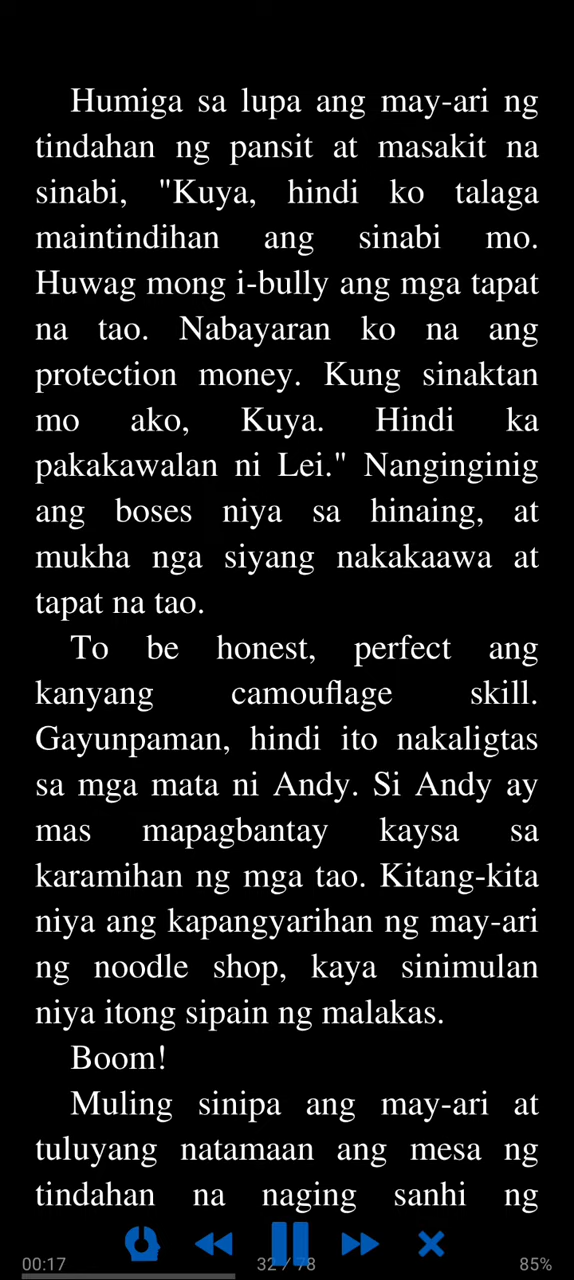 Humiga sa lupa ang may-ari ng
tindahan ng pansit at masakit na
sinabi, "Kuya, hindi ko talaga
maintindihan ang sinabi mo.
Huwag mong i-bully ang mga tapat
na tao. Nabayaran ko na ang
protection money. Kung sinaktan
mo ako, Kuya. Hindi ka
pakakawalan ni Lei." Nanginginig
ang boses niya sa hinaing, at
mukha nga siyang nakakaawa at
tapat na tao.
To be honest, perfect ang
kanyang camouflage skill.
Gayunpaman, hindi ito nakaligtas
sa mga mata ni Andy. Si Andy ay
mas mapagbantay kaysa sa
karamihan ng mga tao. Kitang-kita
niya ang kapangyarihan ng may-ari
ng noodle shop, kaya sinimulan
niya itong sipain ng malakas.
Boom!
Muling sinipa ang may-ari at
tuluyang natamaan ang mesa ng
tindahan na naging sanhi ng
00:17 32 / 78 85%